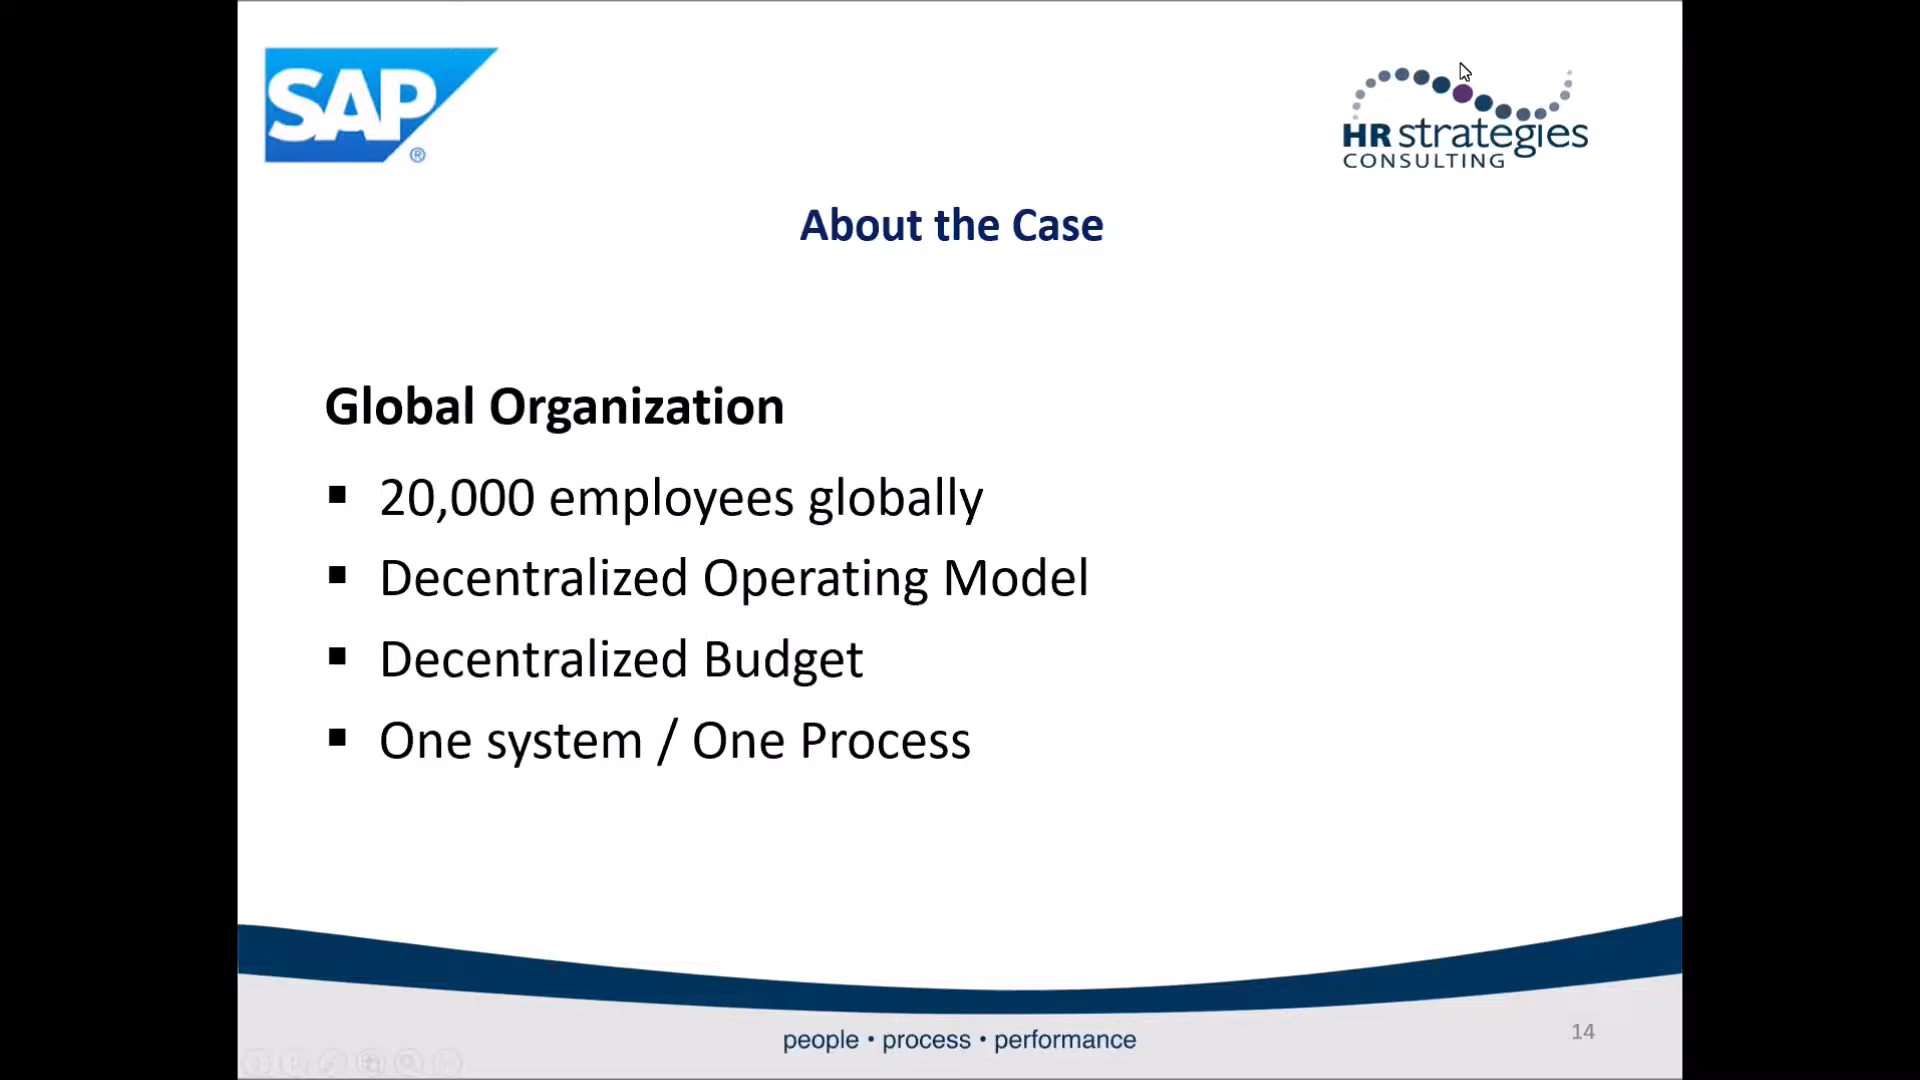 SAP
®
HR strategies
CONSULTING
About the Case
Global Organization
▪ 20,000 employees globally
▪ Decentralized Operating Model
▪ Decentralized Budget
▪ One system / One Process
people • process • performance
14